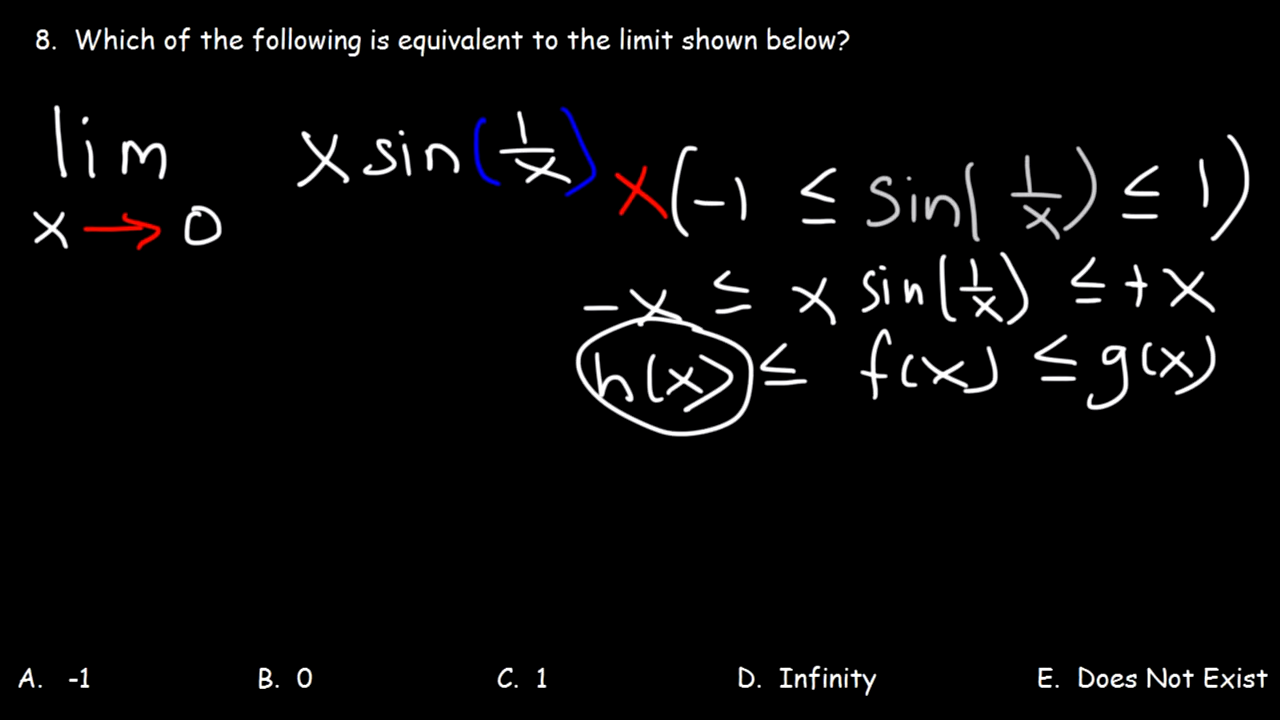 8. Which of the following is equivalent to the limit shown below?
lim x→0 x sin(1/x)
x(-1 ≤ sin(1/x) ≤ 1)
-x ≤ x sin(1/x) ≤ +x
h(x) ≤ f(x) ≤ g(x)
A. -1 B. 0 C. 1 D. Infinity E. Does Not Exist